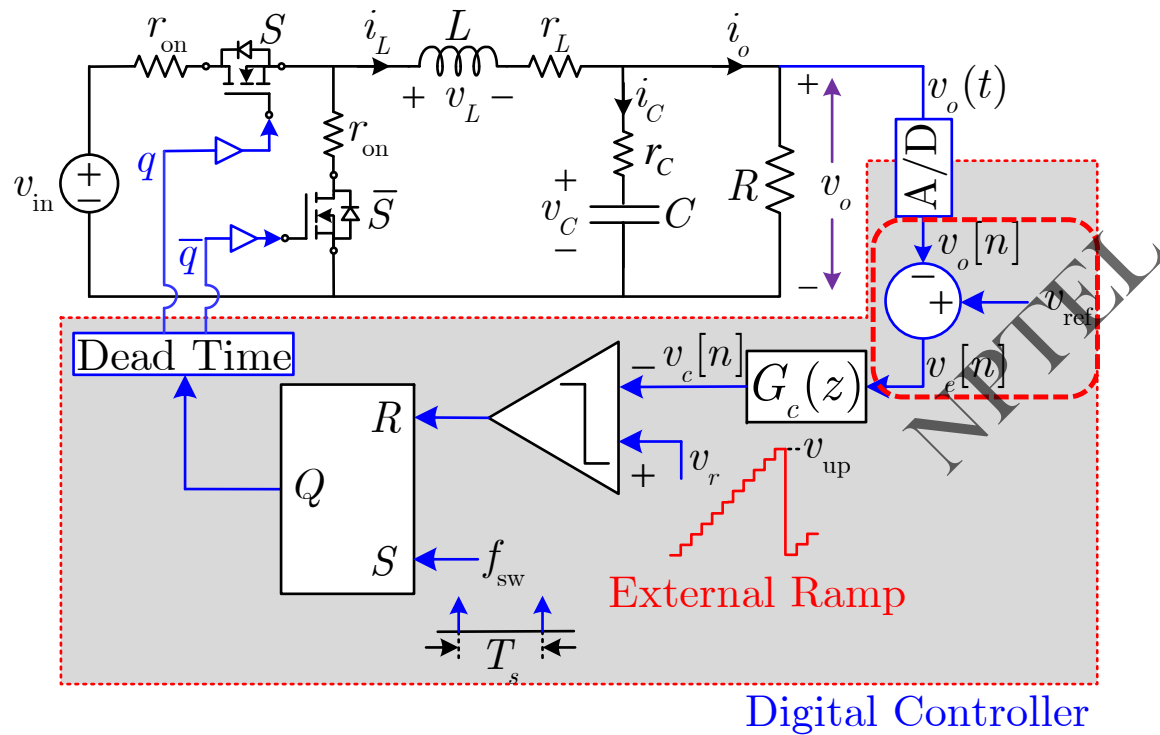 r_on
S
i_L
L
r_L
i_o
+ v_L −
i_C
+
v_o(t)
q
r_on
r_C
A/D
v_in
+
−
S̅
+
v_C
−
C
R
v_o
q̅
−
v_o[n]
−
+
v_ref
Dead Time
− v_c[n]
G_c(z)
v_e[n]
NPTEL
R
+
v_r
v_up
Q
S
f_sw
External Ramp
T_s
Digital Controller